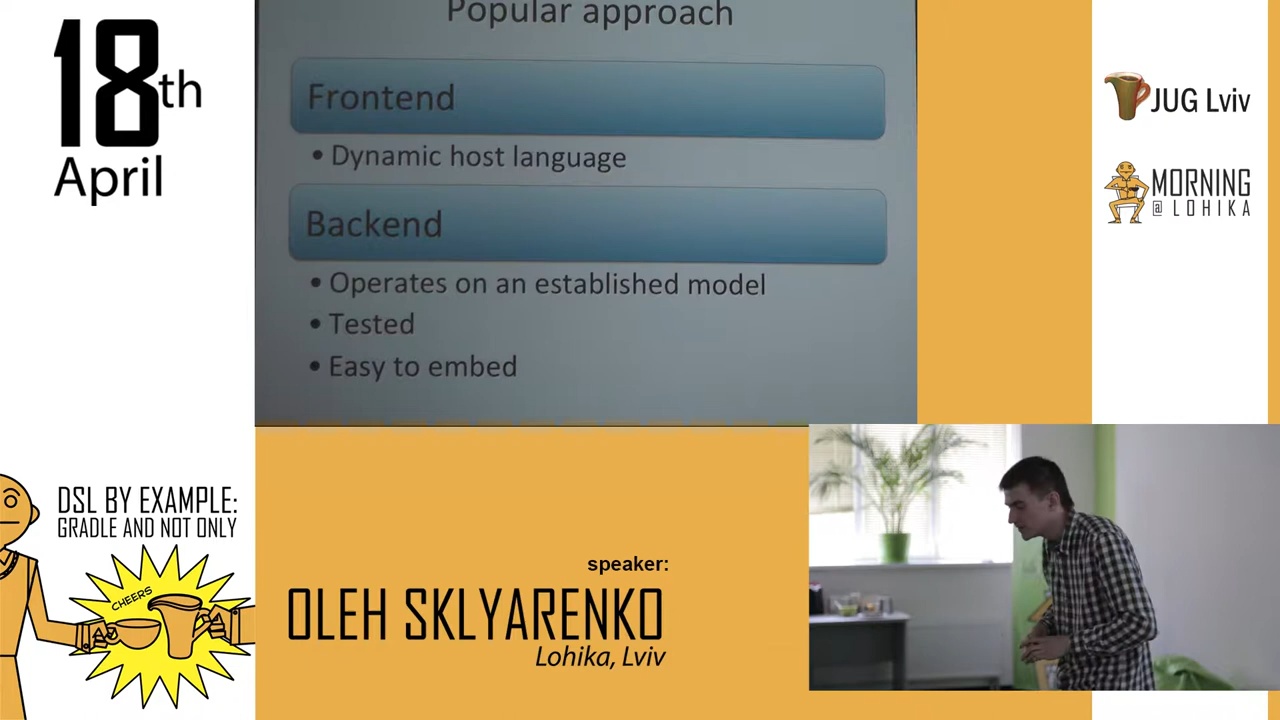 18th
April
Popular approach
Frontend
• Dynamic host language
Backend
• Operates on an established model
• Tested
• Easy to embed
JUG Lviv
MORNING
@ LOHIKA
DSL BY EXAMPLE:
GRADLE AND NOT ONLY
CHEERS
speaker:
OLEH SKLYARENKO
Lohika, Lviv